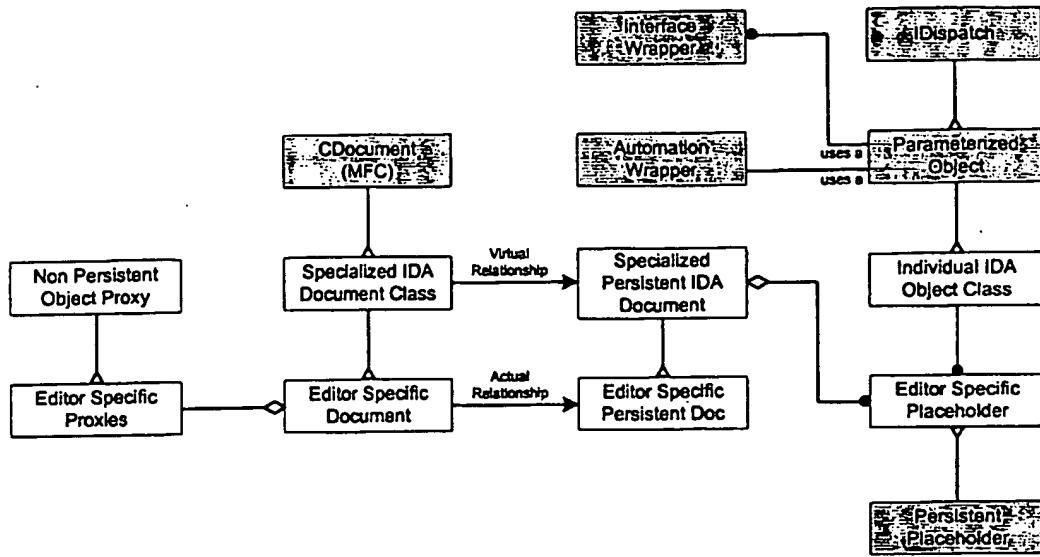 Interface
Wrapper
IDispatch
CDocument
(MFC)
Automation
Wrapper
uses a
uses a
Parameterized
Object
Non Persistent
Object Proxy
Specialized IDA
Document Class
Virtual
Relationship
Specialized
Persistent IDA
Document
Individual IDA
Object Class
Editor Specific
Proxies
Editor Specific
Document
Actual
Relationship
Editor Specific
Persistent Doc
Editor Specific
Placeholder
Persistent
Placeholder